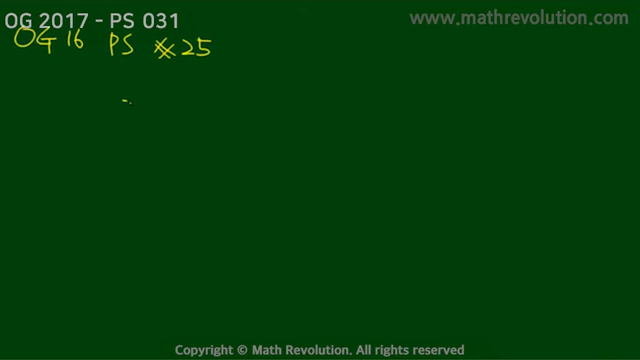 OG 2017 - PS 031
www.mathrevolution.com
OG 16 PS ※ 25
Copyright © Math Revolution. All rights reserved